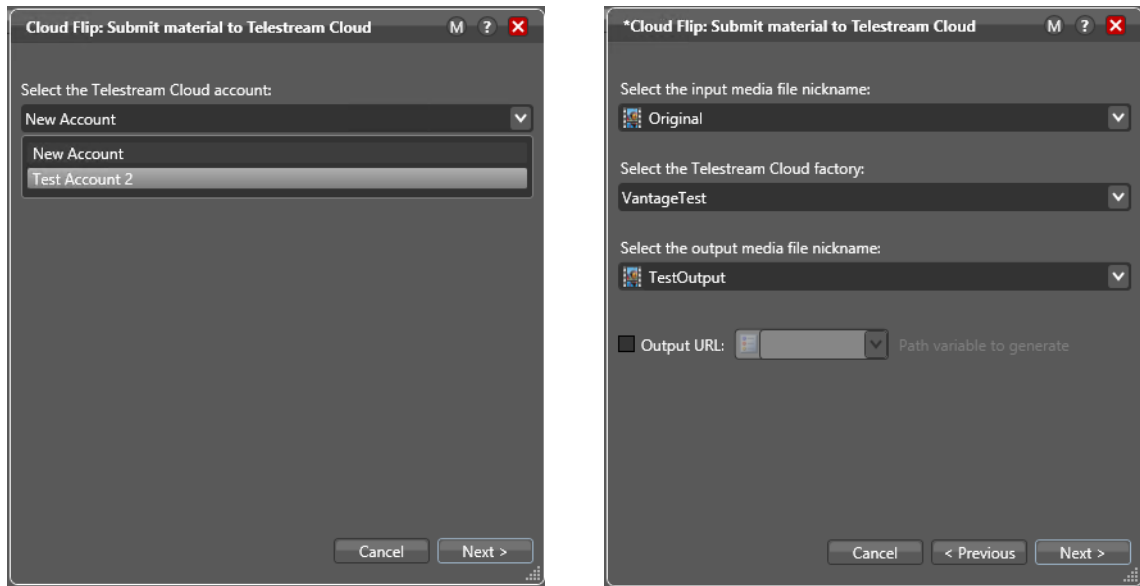 Cloud Flip: Submit material to Telestream Cloud M ?
Select the Telestream Cloud account:
New Account
New Account
Test Account 2
Cancel Next >
*Cloud Flip: Submit material to Telestream Cloud M ?
Select the input media file nickname:
Original
Select the Telestream Cloud factory:
VantageTest
Select the output media file nickname:
TestOutput
Output URL: Path variable to generate
Cancel < Previous Next >